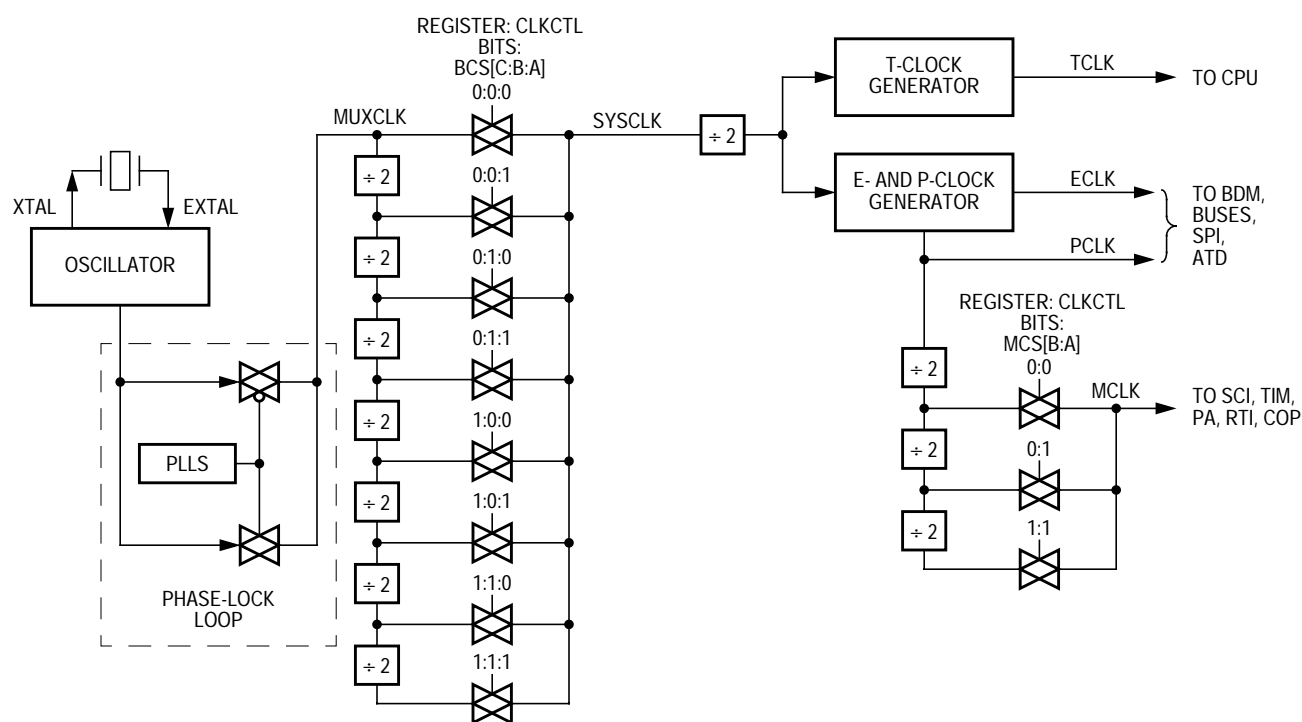 REGISTER: CLKCTL
BITS:
BCS[C:B:A]
0:0:0
MUXCLK
SYSCLK
÷ 2
T-CLOCK
GENERATOR
TCLK
TO CPU
÷ 2
0:0:1
E- AND P-CLOCK
GENERATOR
ECLK
PCLK
TO BDM,
BUSES,
SPI,
ATD
XTAL
EXTAL
OSCILLATOR
÷ 2
0:1:0
÷ 2
0:1:1
÷ 2
1:0:0
÷ 2
1:0:1
÷ 2
1:1:0
÷ 2
1:1:1
PLLS
PHASE-LOCK
LOOP
REGISTER: CLKCTL
BITS:
MCS[B:A]
÷ 2
0:0
MCLK
TO SCI, TIM,
PA, RTI, COP
÷ 2
0:1
÷ 2
1:1